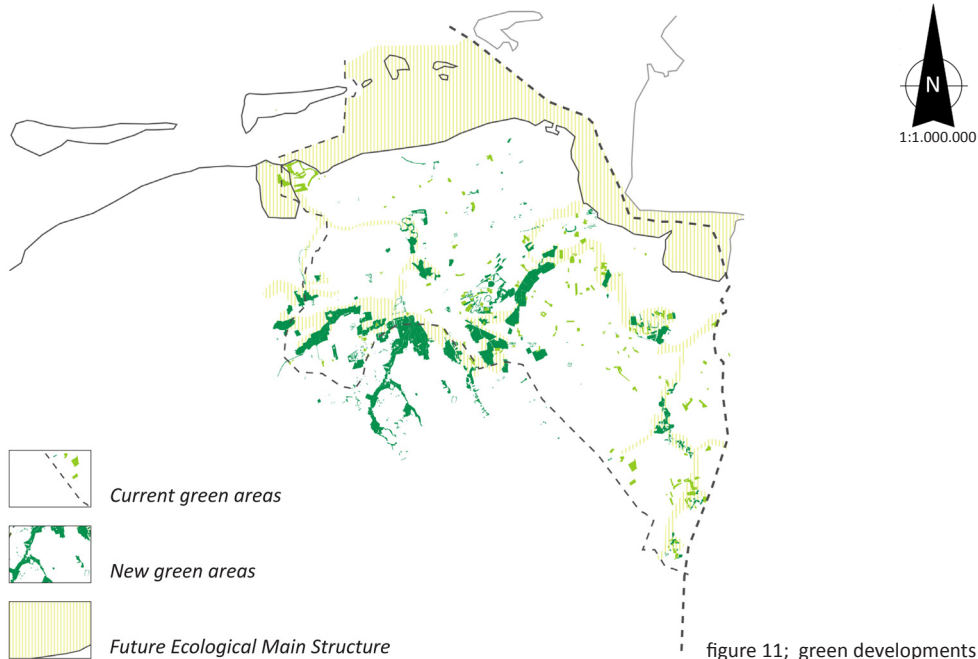 N
1:1.000.000
Current green areas
New green areas
Future Ecological Main Structure
figure 11; green developments